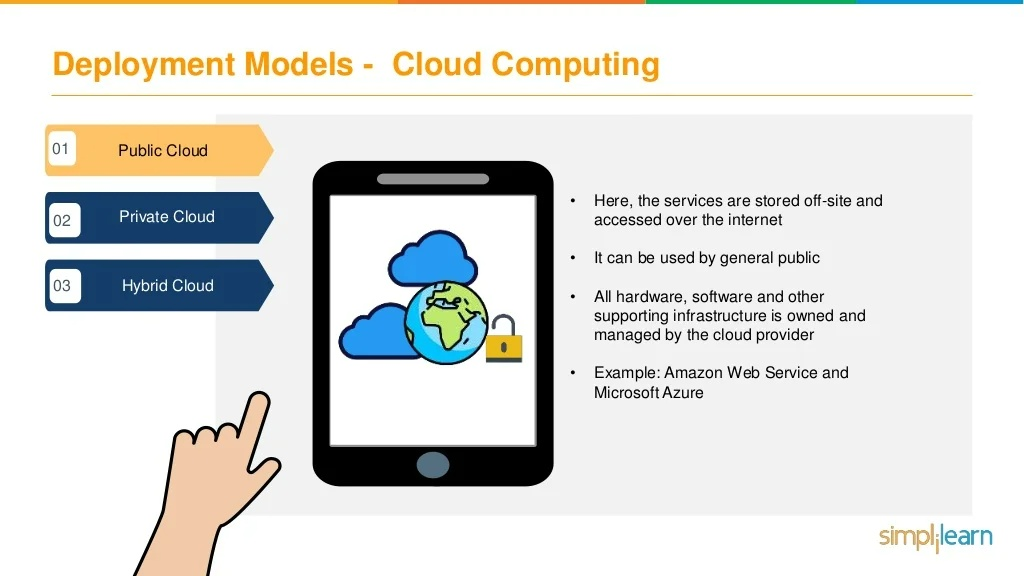 Deployment Models - Cloud Computing
01
Public Cloud
02
Private Cloud
03
Hybrid Cloud
• Here, the services are stored off-site and
accessed over the internet
• It can be used by general public
• All hardware, software and other
supporting infrastructure is owned and
managed by the cloud provider
• Example: Amazon Web Service and
Microsoft Azure
simplilearn